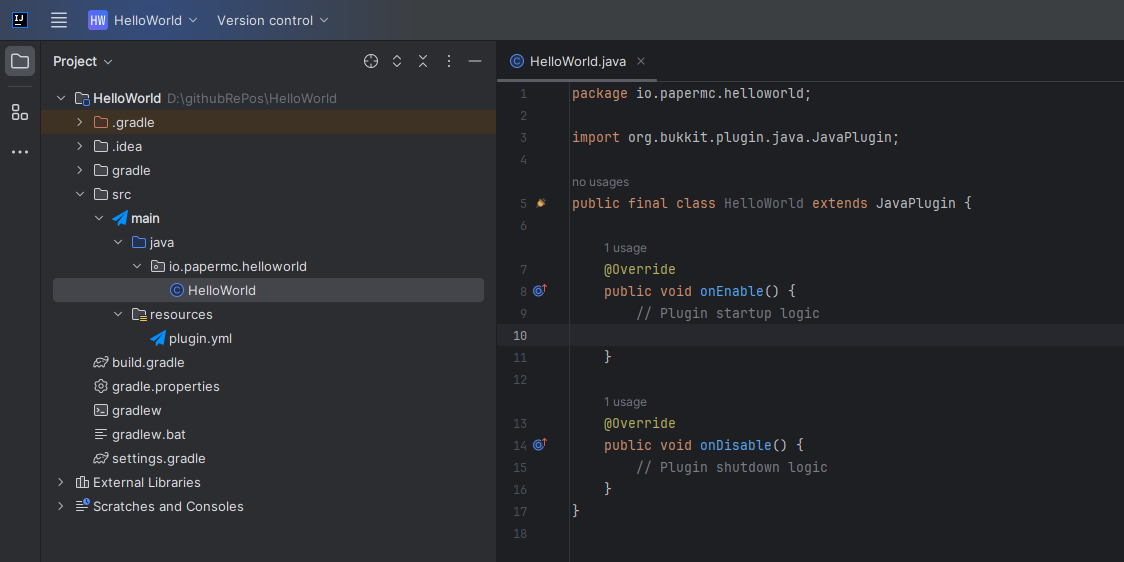 HW HelloWorld Version control
Project
HelloWorld D:\githubRePos\HelloWorld
.gradle
.idea
gradle
src
main
java
io.papermc.helloworld
HelloWorld
resources
plugin.yml
build.gradle
gradle.properties
gradlew
gradlew.bat
settings.gradle
External Libraries
Scratches and Consoles
HelloWorld.java
1 package io.papermc.helloworld;
2
3 import org.bukkit.plugin.java.JavaPlugin;
4
no usages
5 public final class HelloWorld extends JavaPlugin {
6
1 usage
7 @Override
8 public void onEnable() {
9 // Plugin startup logic
10
11 }
12
1 usage
13 @Override
14 public void onDisable() {
15 // Plugin shutdown logic
16 }
17 }
18